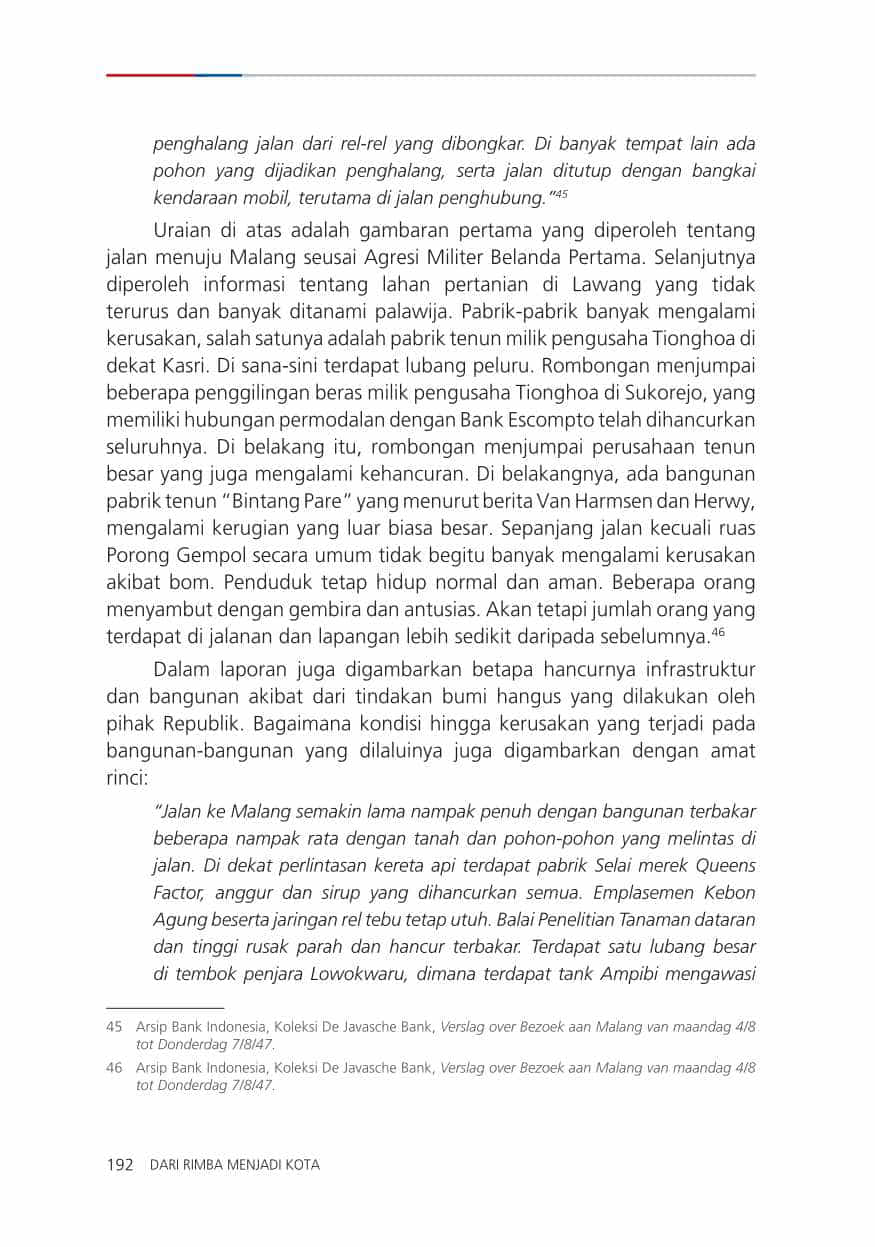 penghalang jalan dari rel-rel yang dibongkar. Di banyak tempat lain ada
pohon yang dijadikan penghalang, serta jalan ditutup dengan bangkai
kendaraan mobil, terutama di jalan penghubung.”45
Uraian di atas adalah gambaran pertama yang diperoleh tentang
jalan menuju Malang seusai Agresi Militer Belanda Pertama. Selanjutnya
diperoleh informasi tentang lahan pertanian di Lawang yang tidak
terurus dan banyak ditanami palawija. Pabrik-pabrik banyak mengalami
kerusakan, salah satunya adalah pabrik tenun milik pengusaha Tionghoa di
dekat Kasri. Di sana-sini terdapat lubang peluru. Rombongan menjumpai
beberapa penggilingan beras milik pengusaha Tionghoa di Sukorejo, yang
memiliki hubungan permodalan dengan Bank Escompto telah dihancurkan
seluruhnya. Di belakang itu, rombongan menjumpai perusahaan tenun
besar yang juga mengalami kehancuran. Di belakangnya, ada bangunan
pabrik tenun “Bintang Pare” yang menurut berita Van Harmsen dan Herwy,
mengalami kerugian yang luar biasa besar. Sepanjang jalan kecuali ruas
Porong Gempol secara umum tidak begitu banyak mengalami kerusakan
akibat bom. Penduduk tetap hidup normal dan aman. Beberapa orang
menyambut dengan gembira dan antusias. Akan tetapi jumlah orang yang
terdapat di jalanan dan lapangan lebih sedikit daripada sebelumnya.46
Dalam laporan juga digambarkan betapa hancurnya infrastruktur
dan bangunan akibat dari tindakan bumi hangus yang dilakukan oleh
pihak Republik. Bagaimana kondisi hingga kerusakan yang terjadi pada
bangunan-bangunan yang dilaluinya juga digambarkan dengan amat
rinci:
“Jalan ke Malang semakin lama nampak penuh dengan bangunan terbakar
beberapa nampak rata dengan tanah dan pohon-pohon yang melintas di
jalan. Di dekat perlintasan kereta api terdapat pabrik Selai merek Queens
Factor, anggur dan sirup yang dihancurkan semua. Emplasemen Kebon
Agung beserta jaringan rel tebu tetap utuh. Balai Penelitian Tanaman dataran
dan tinggi rusak parah dan hancur terbakar. Terdapat satu lubang besar
di tembok penjara Lowokwaru, dimana terdapat tank Ampibi mengawasi
45 Arsip Bank Indonesia, Koleksi De Javasche Bank, Verslag over Bezoek aan Malang van maandag 4/8
tot Donderdag 7/8/47.
46 Arsip Bank Indonesia, Koleksi De Javasche Bank, Verslag over Bezoek aan Malang van maandag 4/8
tot Donderdag 7/8/47.
192 DARI RIMBA MENJADI KOTA